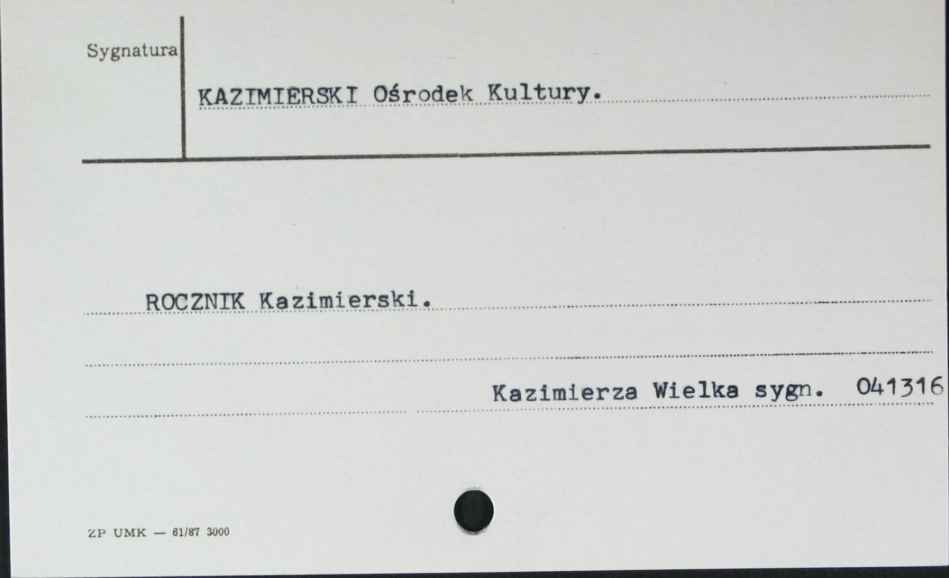 Sygnatura
KAZIMIERSKI Ośrodek Kultury.
ROCZNIK Kazimierski.
Kazimierza Wielka sygn. 041316
ZP UMK — 61/87 3000